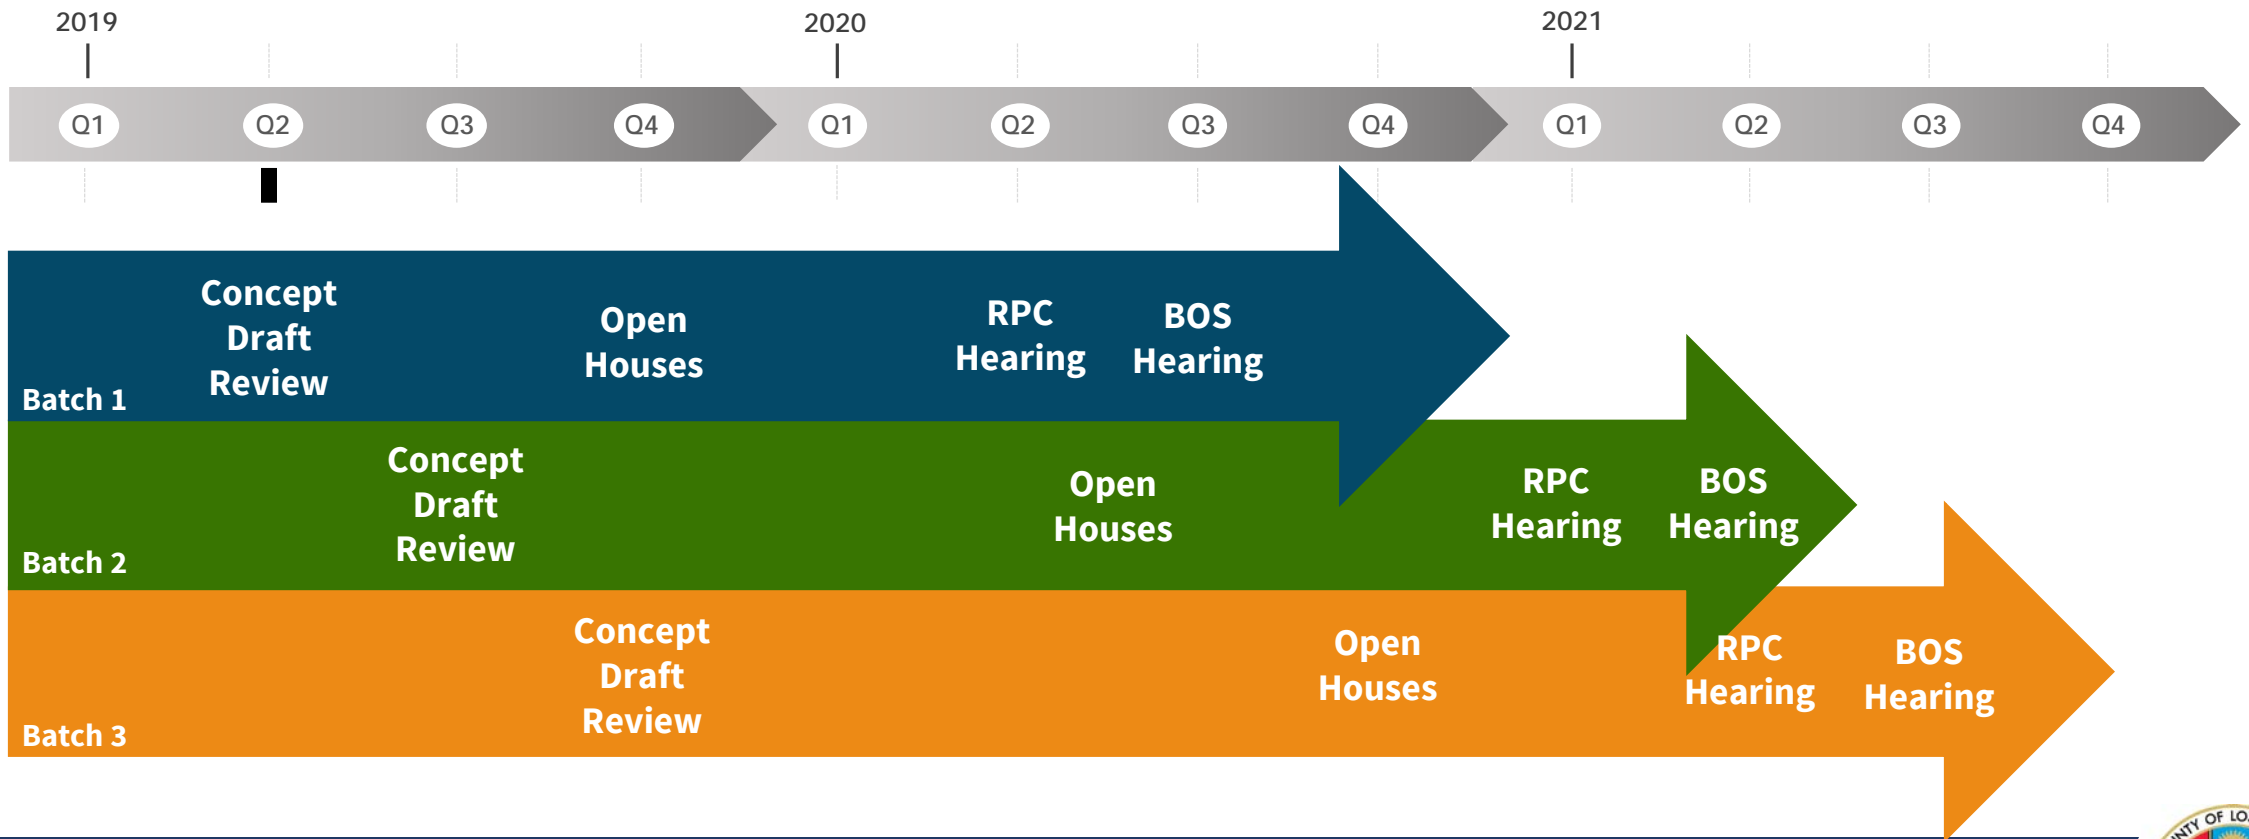 2019
2020
2021
Q1
Q2
Q3
Q4
Q1
Q2
Q3
Q4
Q1
Q2
Q3
Q4
Concept
Draft
Review
Open
Houses
RPC
Hearing
BOS
Hearing
Batch 1
Concept
Draft
Review
Open
Houses
RPC
Hearing
BOS
Hearing
Batch 2
Concept
Draft
Review
Open
Houses
RPC
Hearing
BOS
Hearing
Batch 3
OF